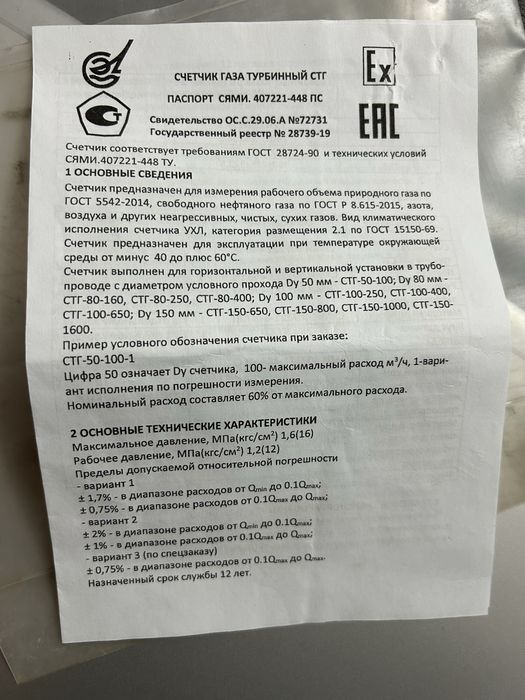 Ex
СЧЕТЧИК ГАЗА ТУРБИННЫЙ СТГ
ПАСПОРТ СЯМИ. 407221-448 ПС
Свидетельство ОС.С.29.06.А №72731
Государственный реестр № 28739-19
ЕАС
Счетчик соответствует требованиям ГОСТ 28724-90 и технических условий
СЯМИ.407221-448 ТУ.
1 ОСНОВНЫЕ СВЕДЕНИЯ
Счетчик предназначен для измерения рабочего объема природного газа по
ГОСТ 5542-2014, свободного нефтяного газа по ГОСТ Р 8.615-2015, азота,
воздуха и других неагрессивных, чистых, сухих газов. Вид климатического
исполнения счетчика УХЛ, категория размещения 2.1 по ГОСТ 15150-69.
Счетчик предназначен для эксплуатации при температуре окружающей
среды от минус 40 до плюс 60°С.
Счетчик выполнен для горизонтальной и вертикальной установки в трубо-
проводе с диаметром условного прохода Dy 50 мм - СТГ-50-100; Dy 80 мм -
СТГ-80-160, СТГ-80-250, СТГ-80-400; Dy 100 мм - СТГ-100-250, СТГ-100-400,
СТГ-100-650; Dy 150 мм - СТГ-150-650, СТГ-150-800, СТГ-150-1000, СТГ-150-
1600.
Пример условного обозначения счетчика при заказе:
СТГ-50-100-1
Цифра 50 означает Dy счетчика, 100- максимальный расход м³/ч, 1-вари-
ант исполнения по погрешности измерения.
Номинальный расход составляет 60% от максимального расхода.
2 ОСНОВНЫЕ ТЕХНИЧЕСКИЕ ХАРАКТЕРИСТИКИ
Максимальное давление, МПа(кгс/см²) 1,6(16)
Рабочее давление, МПа(кгс/см²) 1,2(12)
Пределы допускаемой относительной погрешности
- вариант 1
± 1,7% - в диапазоне расходов от Qmin до 0.1Qmax;
± 0,75% - в диапазоне расходов от 0.1Qmax до Qmax;
- вариант 2
± 2% - в диапазоне расходов от Qmin до 0.1Qmax;
± 1% - в диапазоне расходов от 0.1Qmax до Qmax;
- вариант 3 (по спецзаказу)
± 0,75% - в диапазоне расходов от 0.1Qmax до Qmax.
Назначенный срок службы 12 лет.